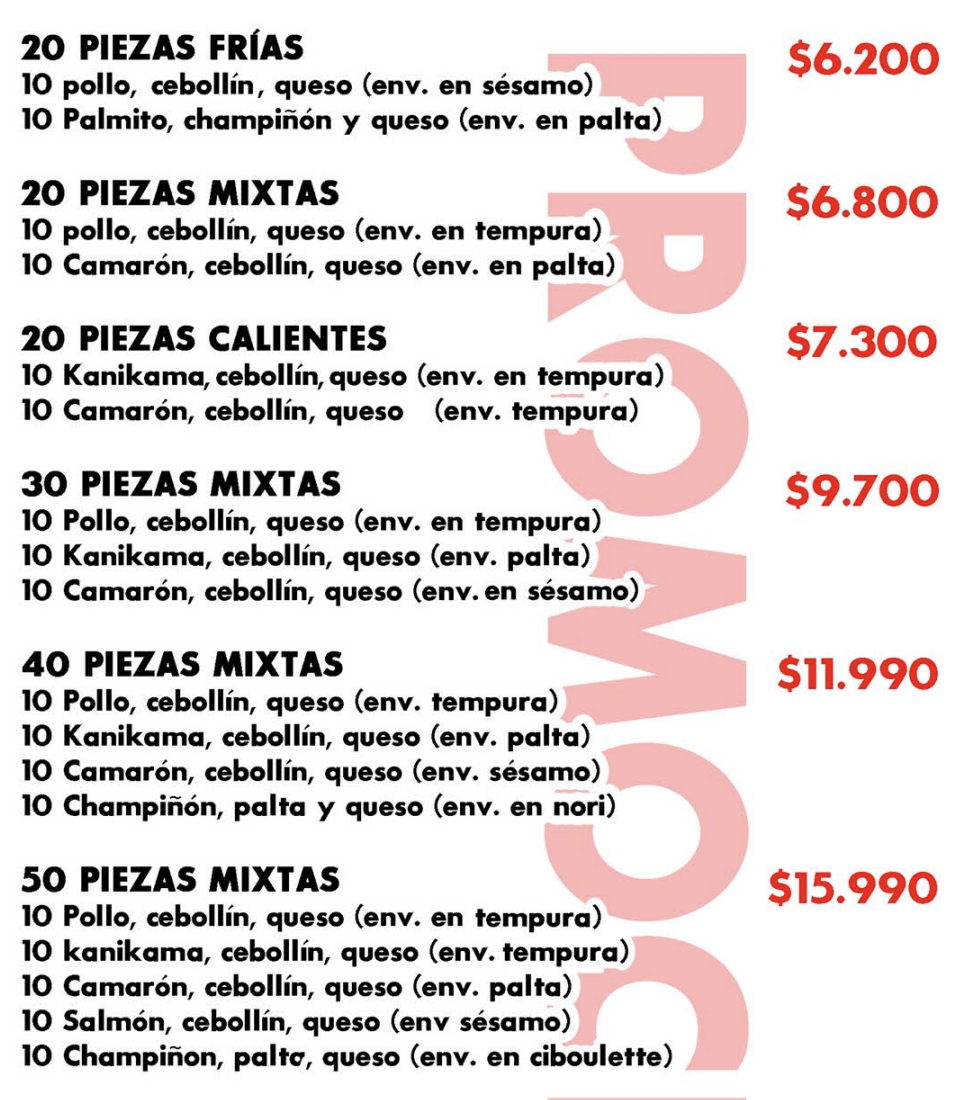 20 PIEZAS FRÍAS $6.200
10 pollo, cebollín, queso (env. en sésamo)
10 Palmito, champiñón y queso (env. en palta)
20 PIEZAS MIXTAS $6.800
10 pollo, cebollín, queso (env. en tempura)
10 Camarón, cebollín, queso (env. en palta)
20 PIEZAS CALIENTES $7.300
10 Kanikama, cebollín, queso (env. en tempura)
10 Camarón, cebollín, queso (env. tempura)
30 PIEZAS MIXTAS $9.700
10 Pollo, cebollín, queso (env. en tempura)
10 Kanikama, cebollín, queso (env. palta)
10 Camarón, cebollín, queso (env. en sésamo)
40 PIEZAS MIXTAS $11.990
10 Pollo, cebollín, queso (env. tempura)
10 Kanikama, cebollín, queso (env. palta)
10 Camarón, cebollín, queso (env. sésamo)
10 Champiñón, palta y queso (env. en nori)
50 PIEZAS MIXTAS $15.990
10 Pollo, cebollín, queso (env. en tempura)
10 kanikama, cebollín, queso (env. tempura)
10 Camarón, cebollín, queso (env. palta)
10 Salmón, cebollín, queso (env sésamo)
10 Champiñon, palta, queso (env. en ciboulette)
PROMOCI